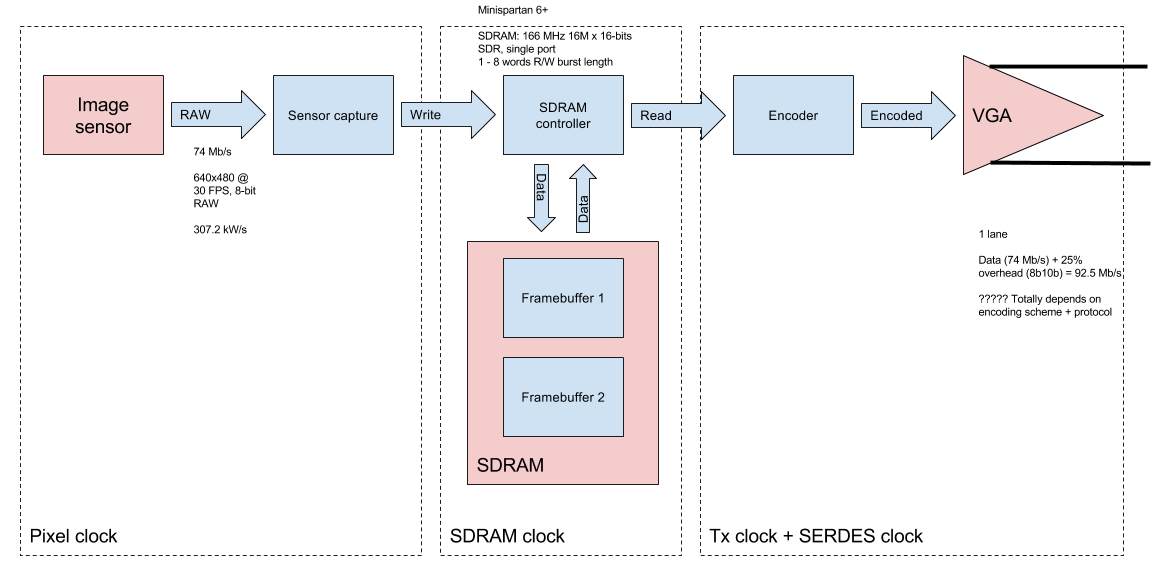 Minispartan 6+
SDRAM: 166 MHz 16M x 16-bits
SDR, single port
1 - 8 words R/W burst length
Image
sensor
RAW
Sensor capture
Write
SDRAM
controller
Read
Encoder
Encoded
VGA
74 Mb/s
640x480 @
30 FPS, 8-bit
RAW
307.2 kW/s
Data
Data
1 lane
Data (74 Mb/s) + 25%
overhead (8b10b) = 92.5 Mb/s
????? Totally depends on
encoding scheme + protocol
Framebuffer 1
Framebuffer 2
SDRAM
Pixel clock
SDRAM clock
Tx clock + SERDES clock